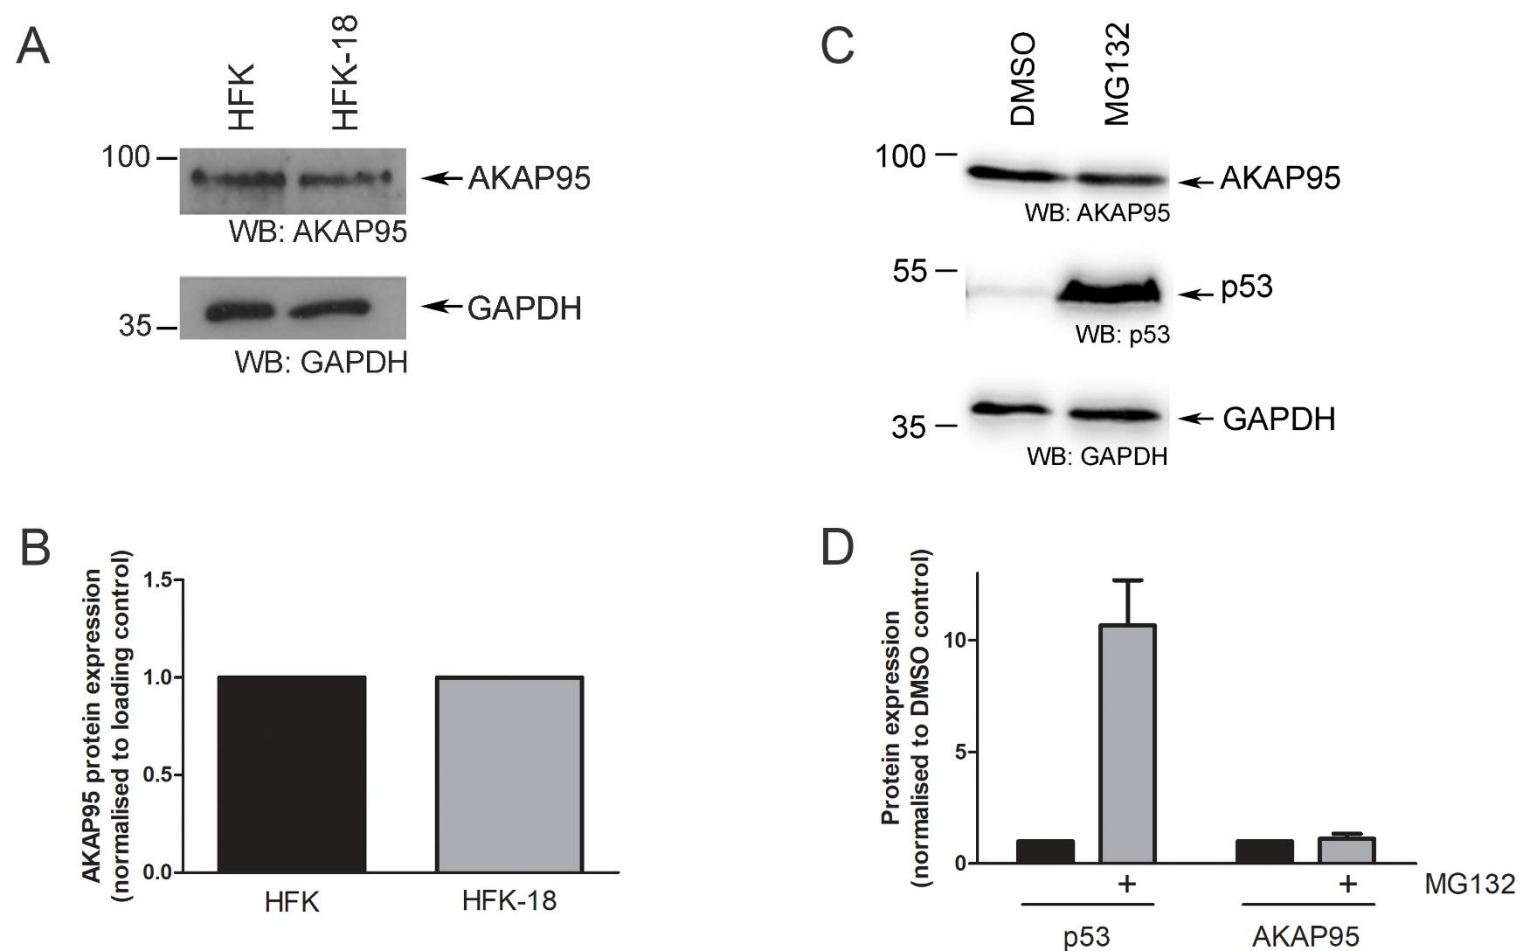 A
HFK
HFK-18
100
AKAP95
WB: AKAP95
GAPDH
35
WB: GAPDH
B
AKAP95 protein expression
(normalised to loading control)
1.5
1.0
0.5
0.0
HFK
HFK-18
C
DMSO
MG132
100
AKAP95
WB: AKAP95
55
p53
WB: p53
35
GAPDH
WB: GAPDH
D
Protein expression
(normalised to DMSO control)
10
5
0
+
+
MG132
p53
AKAP95